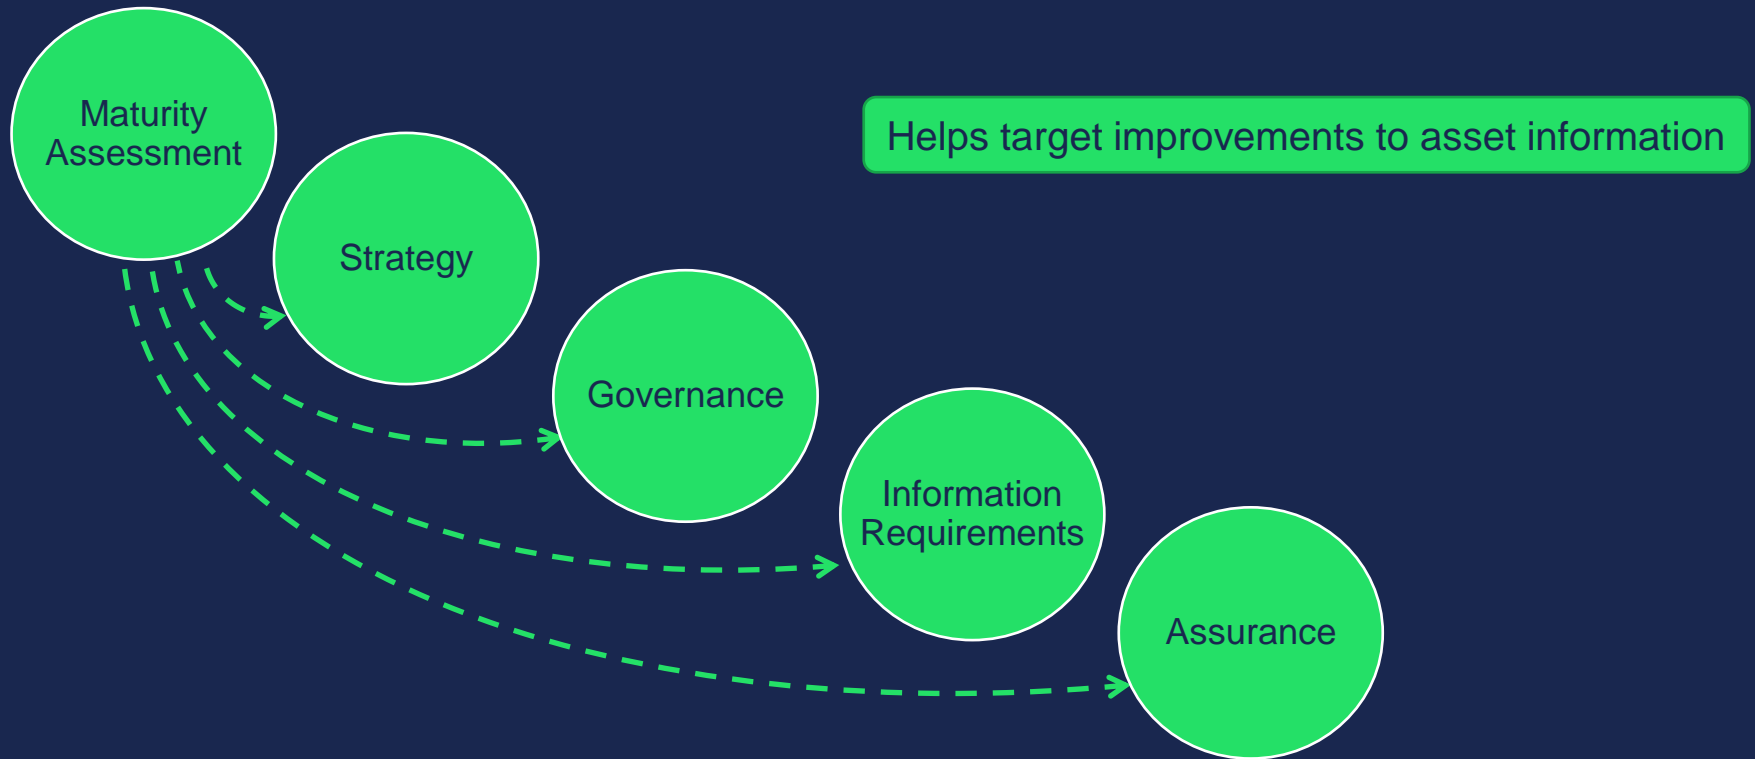 Maturity
Assessment
Helps target improvements to asset information
Strategy
Governance
Information
Requirements
Assurance